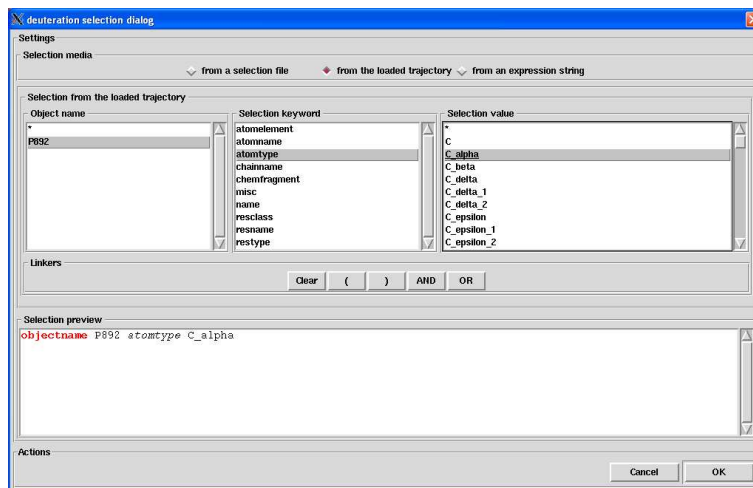 deuteration selection dialog
Settings
Selection media
from a selection file
from the loaded trajectory
from an expression string
Selection from the loaded trajectory
Object name
*
P892
Selection keyword
atomelement
atomname
atomtype
chainname
chemfragment
misc
name
resclass
resname
restype
Selection value
*
C
C_alpha
C_beta
C_delta
C_delta_1
C_delta_2
C_epsilon
C_epsilon_1
C_epsilon_2
Linkers
Clear ( ) AND OR
Selection preview
objectname P892 atomtype C_alpha
Actions
Cancel OK